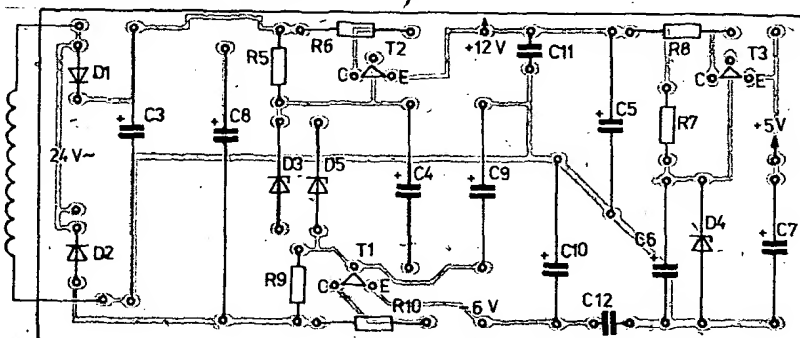 R6
T2
+12 V
C11
R8
T3
D1
R5
C
E
C
E
+
C3
+
C8
+
C5
R7
+5V
24 V~
D3
D5
+
C4
+
C9
D2
T1
C10
+
C6
+
D4
+
C7
R9
C
E
R10
-6 V
C12